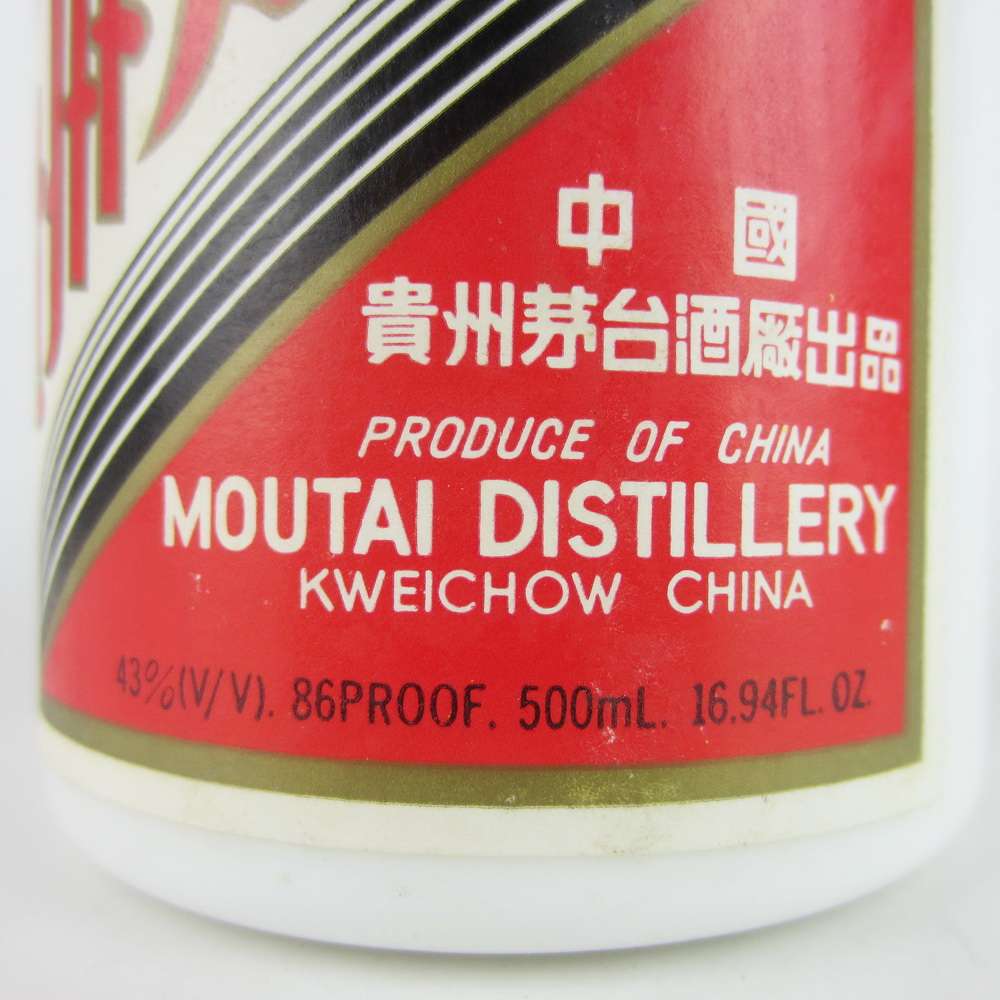 中 國
貴州茅台酒厰出品
PRODUCE OF CHINA
MOUTAI DISTILLERY
KWEICHOW CHINA
43%(V/V). 86PROOF. 500mL. 16.94FL. OZ.